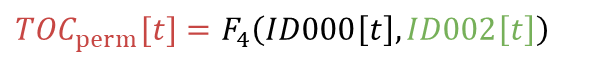 TOC_perm[t] = F_4(ID000[t], ID002[t])